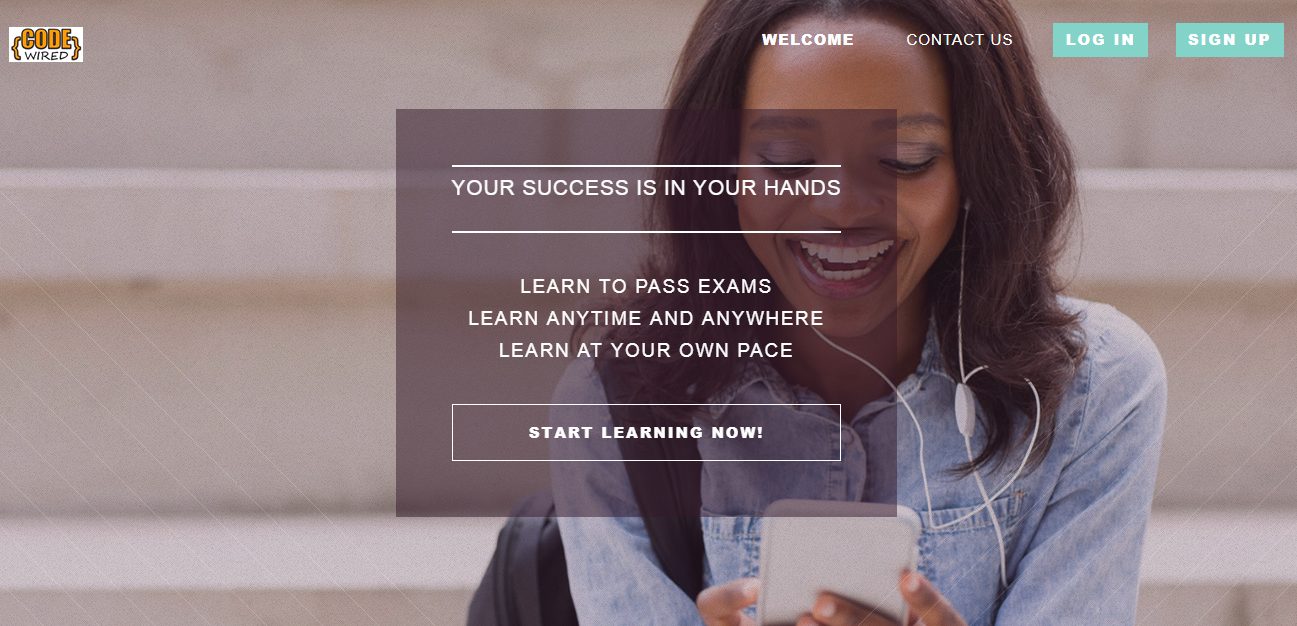 {CODE
WIRED}
WELCOME
CONTACT US
LOG IN
SIGN UP
YOUR SUCCESS IS IN YOUR HANDS
LEARN TO PASS EXAMS
LEARN ANYTIME AND ANYWHERE
LEARN AT YOUR OWN PACE
START LEARNING NOW!